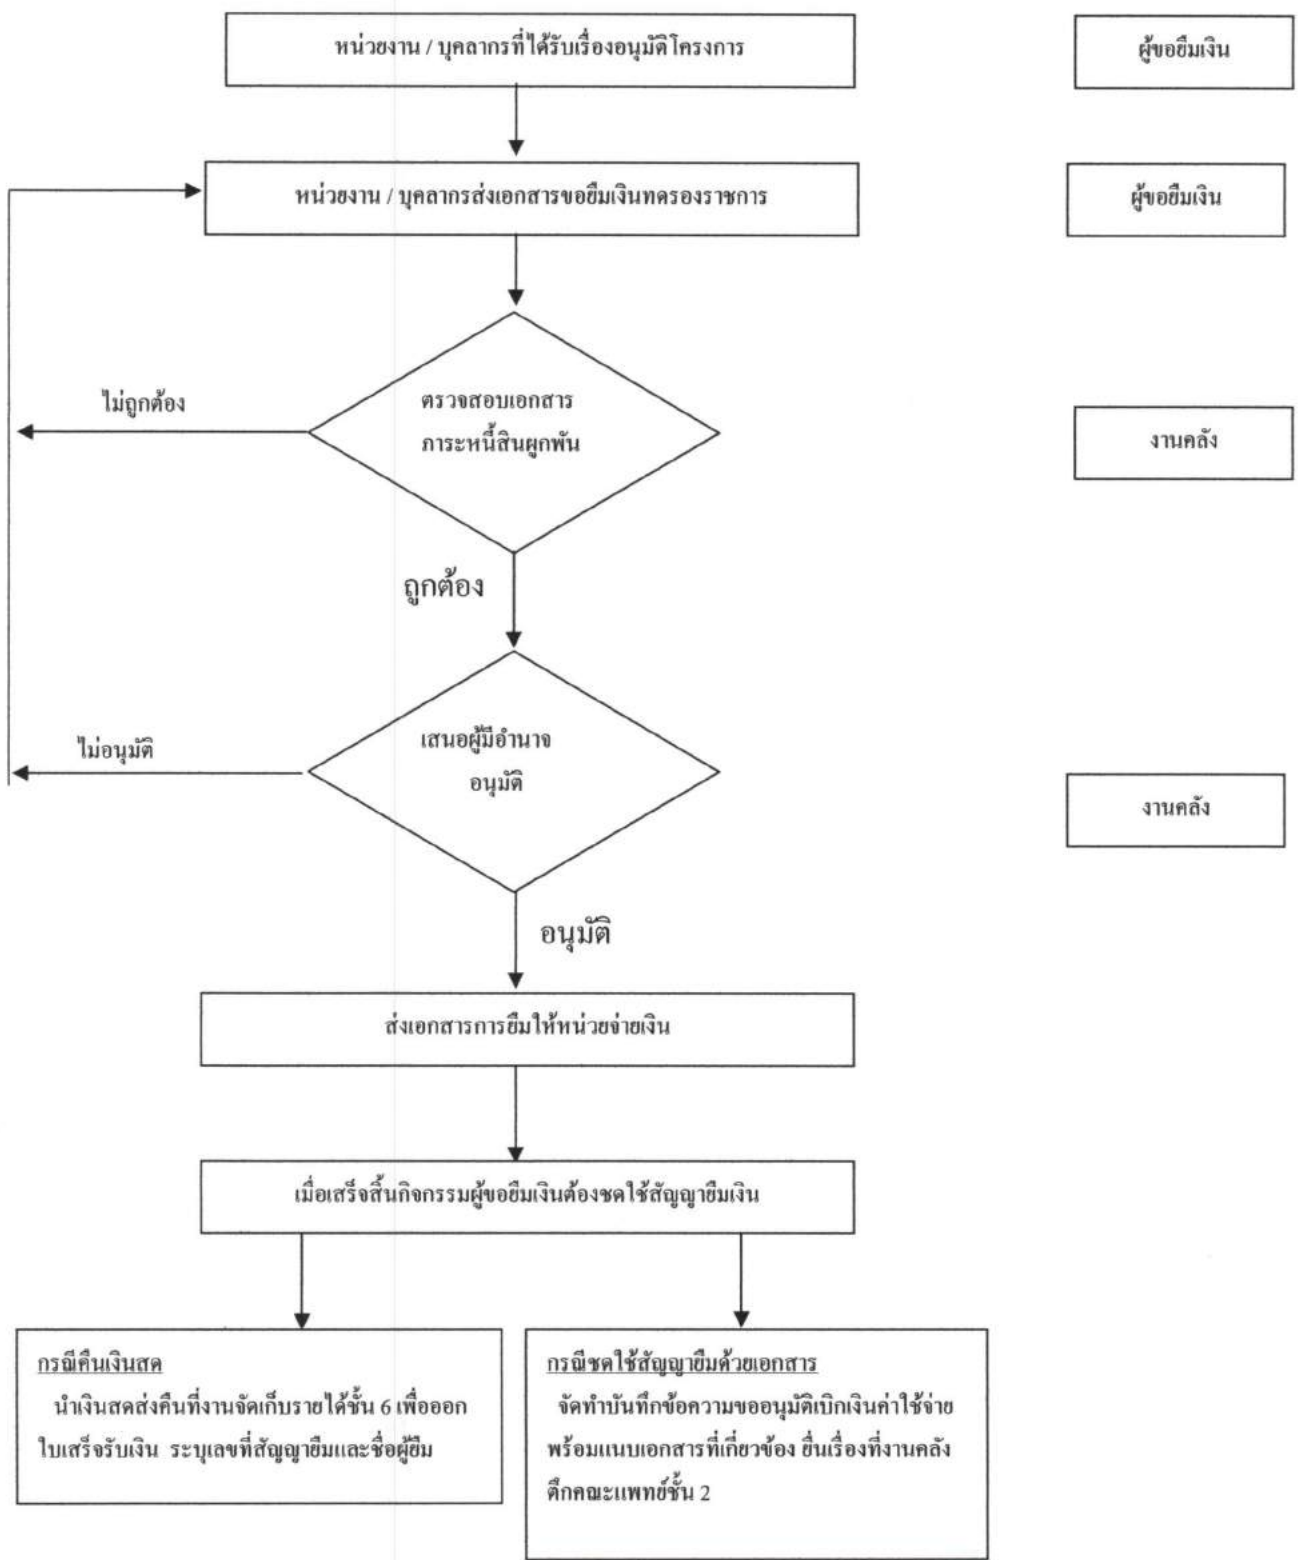 หน่วยงาน / บุคลากรที่ได้รับเรื่องอนุมัติโครงการ
ผู้ขอยืมเงิน
หน่วยงาน / บุคลากรส่งเอกสารขอยืมเงินทดรองราชการ
ผู้ขอยืมเงิน
ไม่ถูกต้อง
ตรวจสอบเอกสาร
ภาระหนี้สินผูกพัน
งานคลัง
ถูกต้อง
ไม่อนุมัติ
เสนอผู้มีอำนาจ
อนุมัติ
งานคลัง
อนุมัติ
ส่งเอกสารการยืมให้หน่วยจ่ายเงิน
เมื่อเสร็จสิ้นกิจกรรมผู้ขอยืมเงินต้องชดใช้สัญญายืมเงิน
กรณีคืนเงินสด
นำเงินสดส่งคืนที่งานจัดเก็บรายได้ชั้น 6 เพื่อออก
ใบเสร็จรับเงิน ระบุเลขที่สัญญายืมและชื่อผู้ยืม
กรณีชดใช้สัญญายืมด้วยเอกสาร
จัดทำบันทึกข้อความขออนุมัติเบิกเงินค่าใช้จ่าย
พร้อมแนบเอกสารที่เกี่ยวข้อง ยื่นเรื่องที่งานคลัง
ตึกคณะแพทย์ชั้น 2